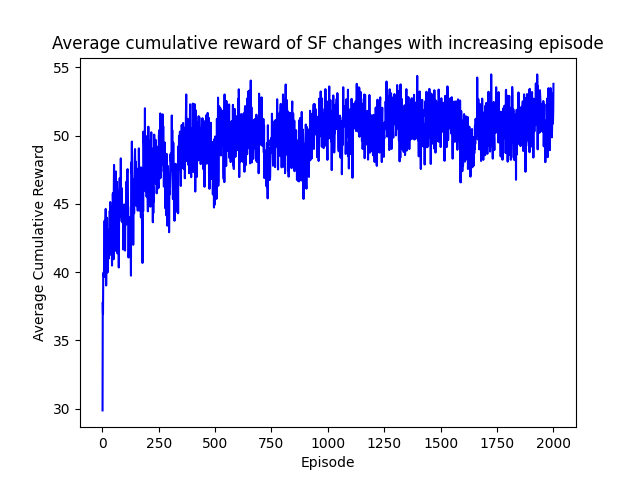 Average cumulative reward of SF changes with increasing episode
55
50
45
40
35
30
Average Cumulative Reward
0 250 500 750 1000 1250 1500 1750 2000
Episode